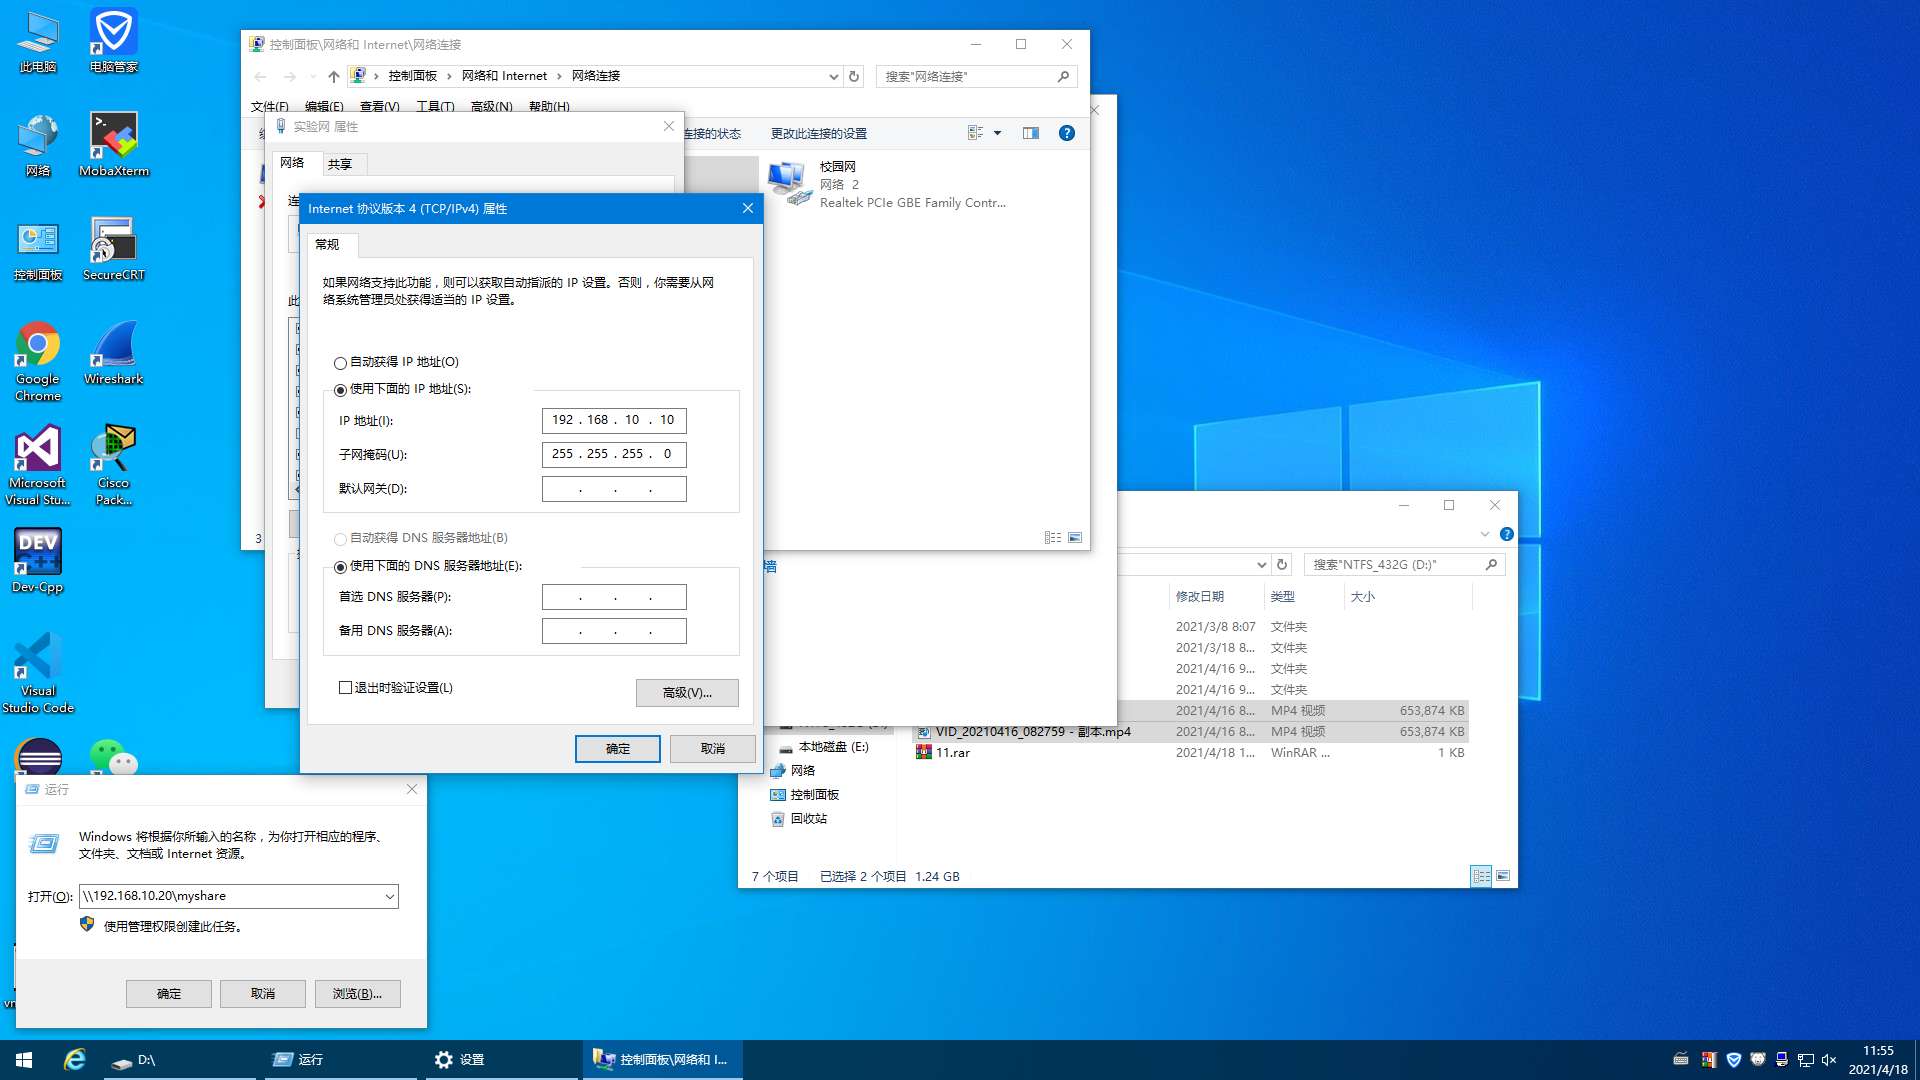 此电脑
电脑管家
网络
MobaXterm
控制面板
SecureCRT
Google
Chrome
Wireshark
Microsoft
Visual Stu...
Cisco
Pack...
Dev-Cpp
Visual
Studio Code
控制面板\网络和 Internet\网络连接
控制面板 › 网络和 Internet › 网络连接
搜索"网络连接"
文件(F) 编辑(E) 查看(V) 工具(T) 高级(N) 帮助(H)
连接的状态
更改此连接的设置
校园网
网络 2
Realtek PCIe GBE Family Contr...
3
实验网 属性
网络
共享
连
此
Internet 协议版本 4 (TCP/IPv4) 属性
常规
如果网络支持此功能，则可以获取自动指派的 IP 设置。否则，你需要从网
络系统管理员处获得适当的 IP 设置。
自动获得 IP 地址(O)
使用下面的 IP 地址(S):
IP 地址(I):
192 . 168 . 10 . 10
子网掩码(U):
255 . 255 . 255 . 0
默认网关(D):
. . .
自动获得 DNS 服务器地址(B)
使用下面的 DNS 服务器地址(E):
首选 DNS 服务器(P):
. . .
备用 DNS 服务器(A):
. . .
退出时验证设置(L)
高级(V)...
确定
取消
墙
搜索"NTFS_432G (D:)"
修改日期 类型 大小
2021/3/8 8:07 文件夹
2021/3/18 8... 文件夹
2021/4/16 9... 文件夹
2021/4/16 9... 文件夹
2021/4/16 8... MP4 视频 653,874 KB
VID_20210416_082759 - 副本.mp4 2021/4/16 8... MP4 视频 653,874 KB
11.rar 2021/4/18 1... WinRAR ... 1 KB
本地磁盘 (E:)
网络
控制面板
回收站
7 个项目 已选择 2 个项目 1.24 GB
运行
Windows 将根据你所输入的名称，为你打开相应的程序、
文件夹、文档或 Internet 资源。
打开(O):
\\192.168.10.20\myshare
使用管理权限创建此任务。
确定
取消
浏览(B)...
D:\
运行
设置
控制面板\网络和 I...
11:55
2021/4/18